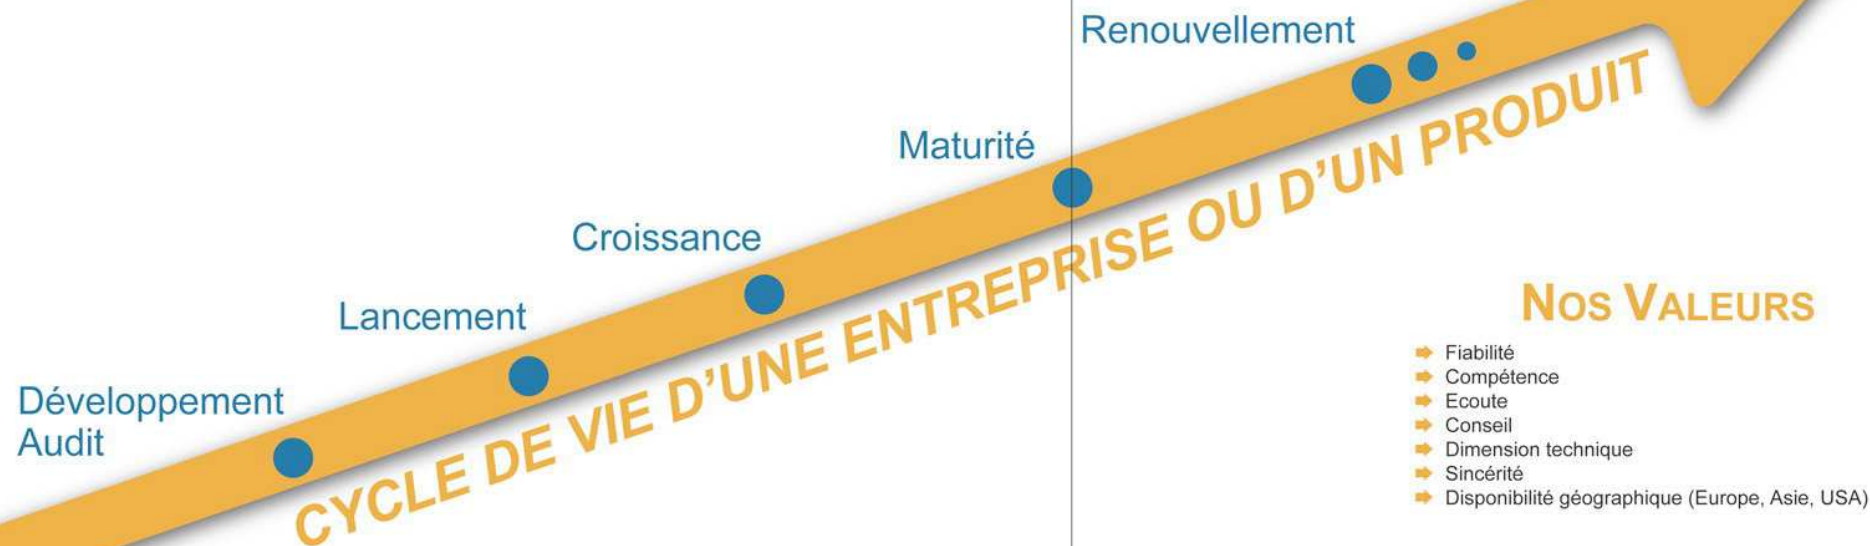 Renouvellement
Maturité
Croissance
Lancement
Développement
Audit
CYCLE DE VIE D’UNE ENTREPRISE OU D’UN PRODUIT
NOS VALEURS
Fiabilité
Compétence
Ecoute
Conseil
Dimension technique
Sincérité
Disponibilité géographique (Europe, Asie, USA)